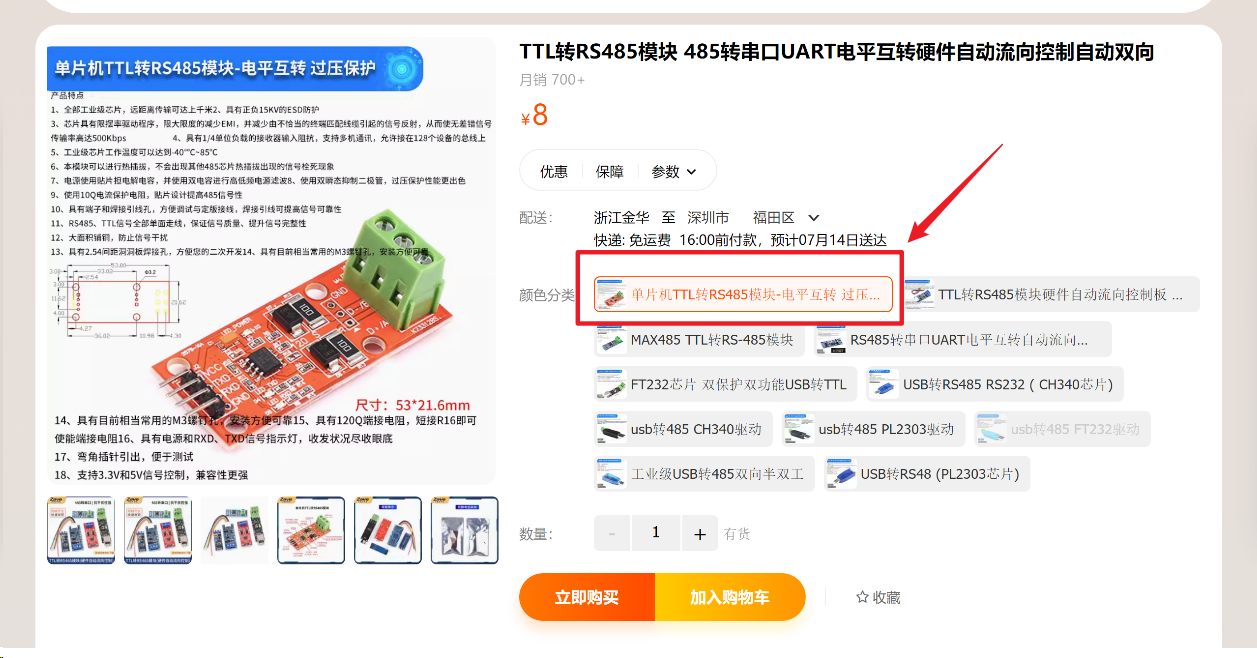 单片机TTL转RS485模块-电平互转 过压保护
产品特点
1、全部工业级芯片，远距离传输可达上千米2、具有正负15KV的ESD防护
3、芯片具有限摆率驱动程序，限大限度的减少EMI，并减少由不恰当的终端匹配线缆引起的信号反射，从而使无差错信号
传输率高达500Kbps 4、具有1/4单位负载的接收器输入阻抗，支持多机通讯，允许接在128个设备的总线上
5、工业级芯片工作温度可以达到-40°℃~85℃
6、本模块可以进行热插拔，不会出现其他485芯片热插拔出现的信号栓死现象
7、电源使用贴片担电解电容，并使用双电容进行高低频电源滤波8、使用双瞬态抑制二极管，过压保护性能更出色
9、使用10Q电流保护电阻，贴片设计提高485信号性
10、具有端子和焊接引线孔，方便调试与定版接线，焊接引线可提高信号可靠性
11、RS485、TTL信号全部单面走线，保证信号质量、提升信号完整性
12、大面积铺铜，防止信号干扰
13、具有2.54间距洞洞板焊接孔，方便您的二次开发14、具有目前相当常用的M3螺钉孔，安装方便可靠
尺寸：53*21.6mm
14、具有目前相当常用的M3螺钉孔，安装方便可靠15、具有120Q端接电阻，短接R16即可
使能端接电阻16、具有电源和RXD、TXD信号指示灯，收发状况尽收眼底
17、弯角插针引出，便于测试
18、支持3.3V和5V信号控制，兼容性更强
TTL转RS485模块 485转串口UART电平互转硬件自动流向控制自动双向
月销 700+
¥8
优惠 保障 参数
配送： 浙江金华 至 深圳市 福田区
快递: 免运费 16:00前付款，预计07月14日送达
颜色分类： 单片机TTL转RS485模块-电平互转 过压... TTL转RS485模块硬件自动流向控制板 ...
MAX485 TTL转RS-485模块 RS485转串口UART电平互转自动流向...
FT232芯片 双保护双功能USB转TTL USB转RS485 RS232 ( CH340芯片)
usb转485 CH340驱动 usb转485 PL2303驱动 usb转485 FT232驱动
工业级USB转485双向半双工 USB转RS48 (PL2303芯片)
数量： - 1 + 有货
立即购买 加入购物车 收藏